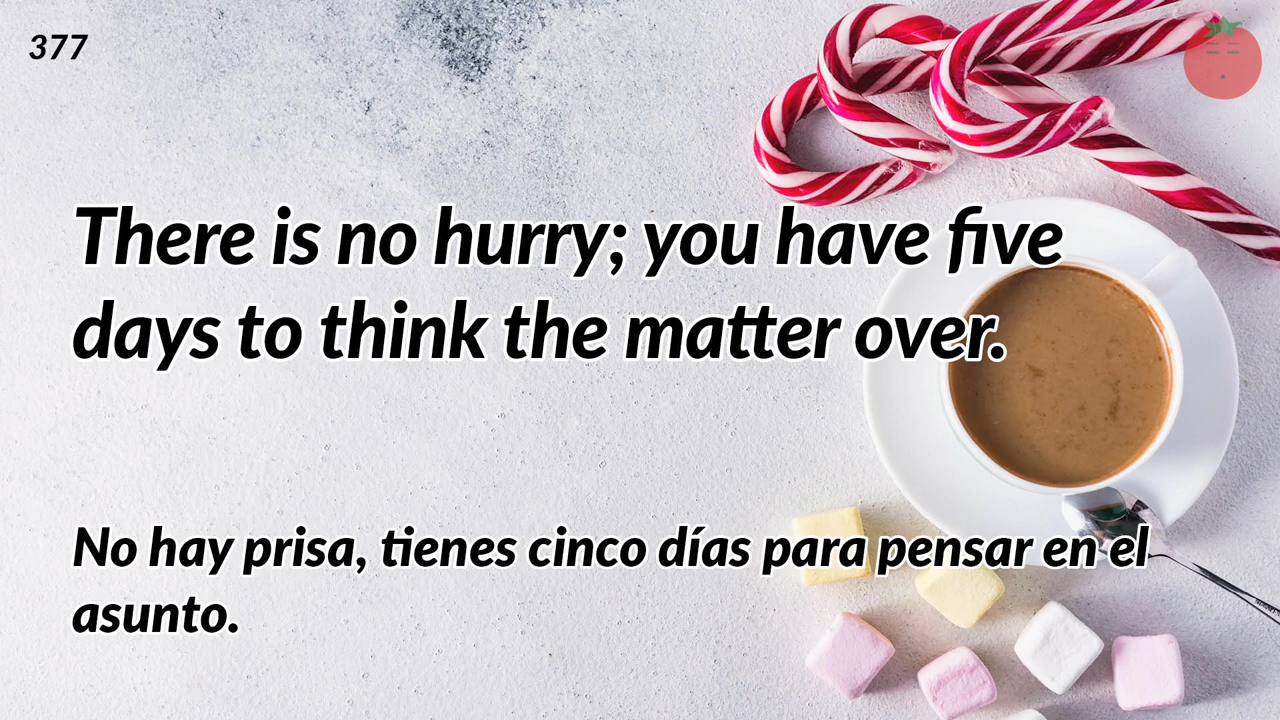 377
There is no hurry; you have five
days to think the matter over.
No hay prisa, tienes cinco días para pensar en el
asunto.